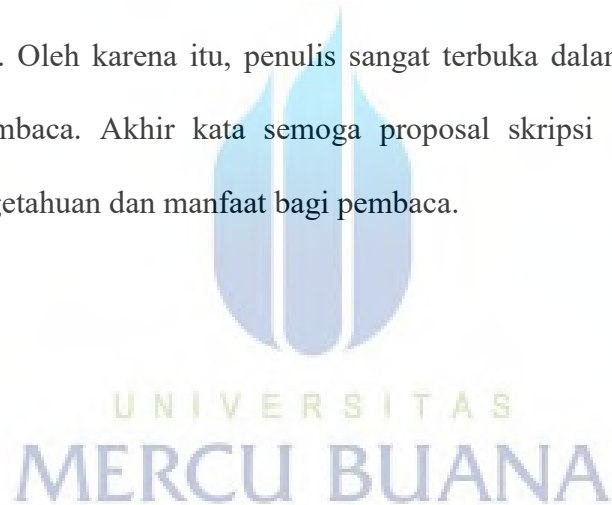 . Oleh karena itu, penulis sangat terbuka dalam
mbaca. Akhir kata semoga proposal skripsi
getahuan dan manfaat bagi pembaca.
UNIVERSITAS
MERCU BUANA